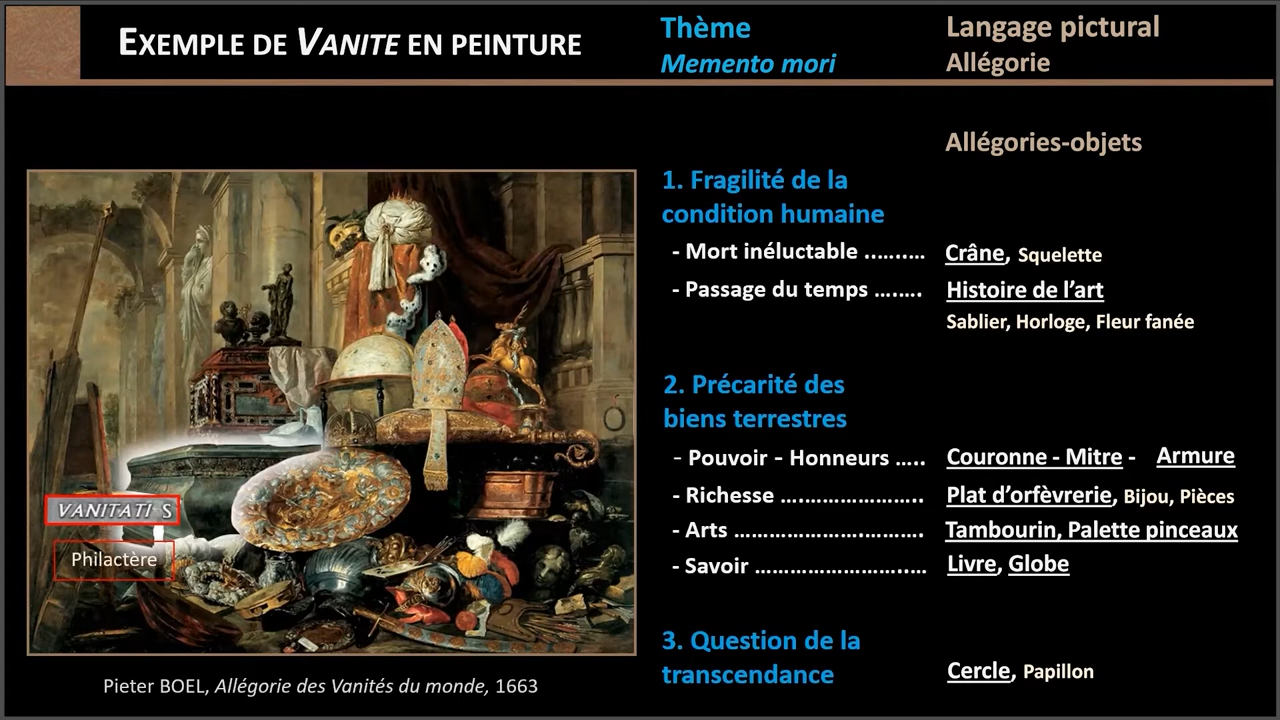 EXEMPLE DE VANITE EN PEINTURE
Thème
Memento mori
Langage pictural
Allégorie
Allégories-objets
1. Fragilité de la
condition humaine
- Mort inéluctable ........... Crâne, Squelette
- Passage du temps ........ Histoire de l’art
Sablier, Horloge, Fleur fanée
2. Précarité des
biens terrestres
- Pouvoir - Honneurs ..... Couronne - Mitre - Armure
- Richesse ......................... Plat d’orfèvrerie, Bijou, Pièces
- Arts ................................. Tambourin, Palette pinceaux
- Savoir .............................. Livre, Globe
3. Question de la
transcendance
Cercle, Papillon
VANITATI S
Philactère
Pieter BOEL, Allégorie des Vanités du monde, 1663